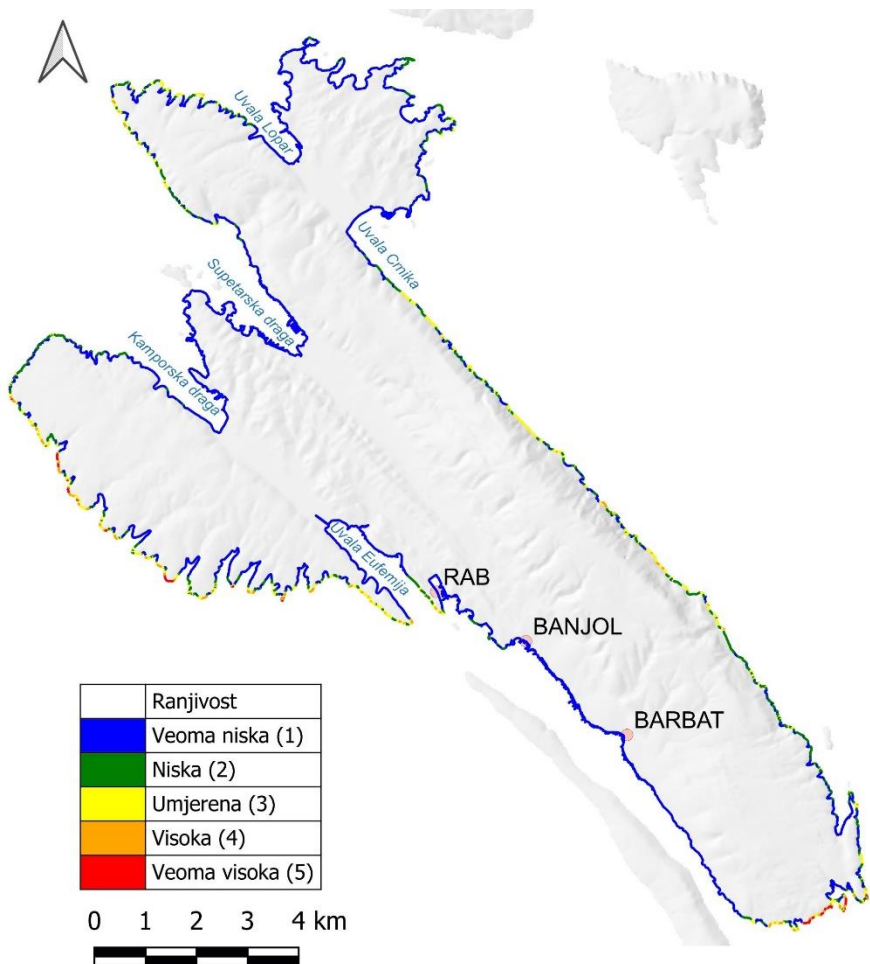 Uvala Lopar
Uvala Crnika
Supetarska draga
Kamporska draga
Uvala Eufemija
RAB
BANJOL
BARBAT
Ranjivost
Veoma niska (1)
Niska (2)
Umjerena (3)
Visoka (4)
Veoma visoka (5)
0 1 2 3 4 km